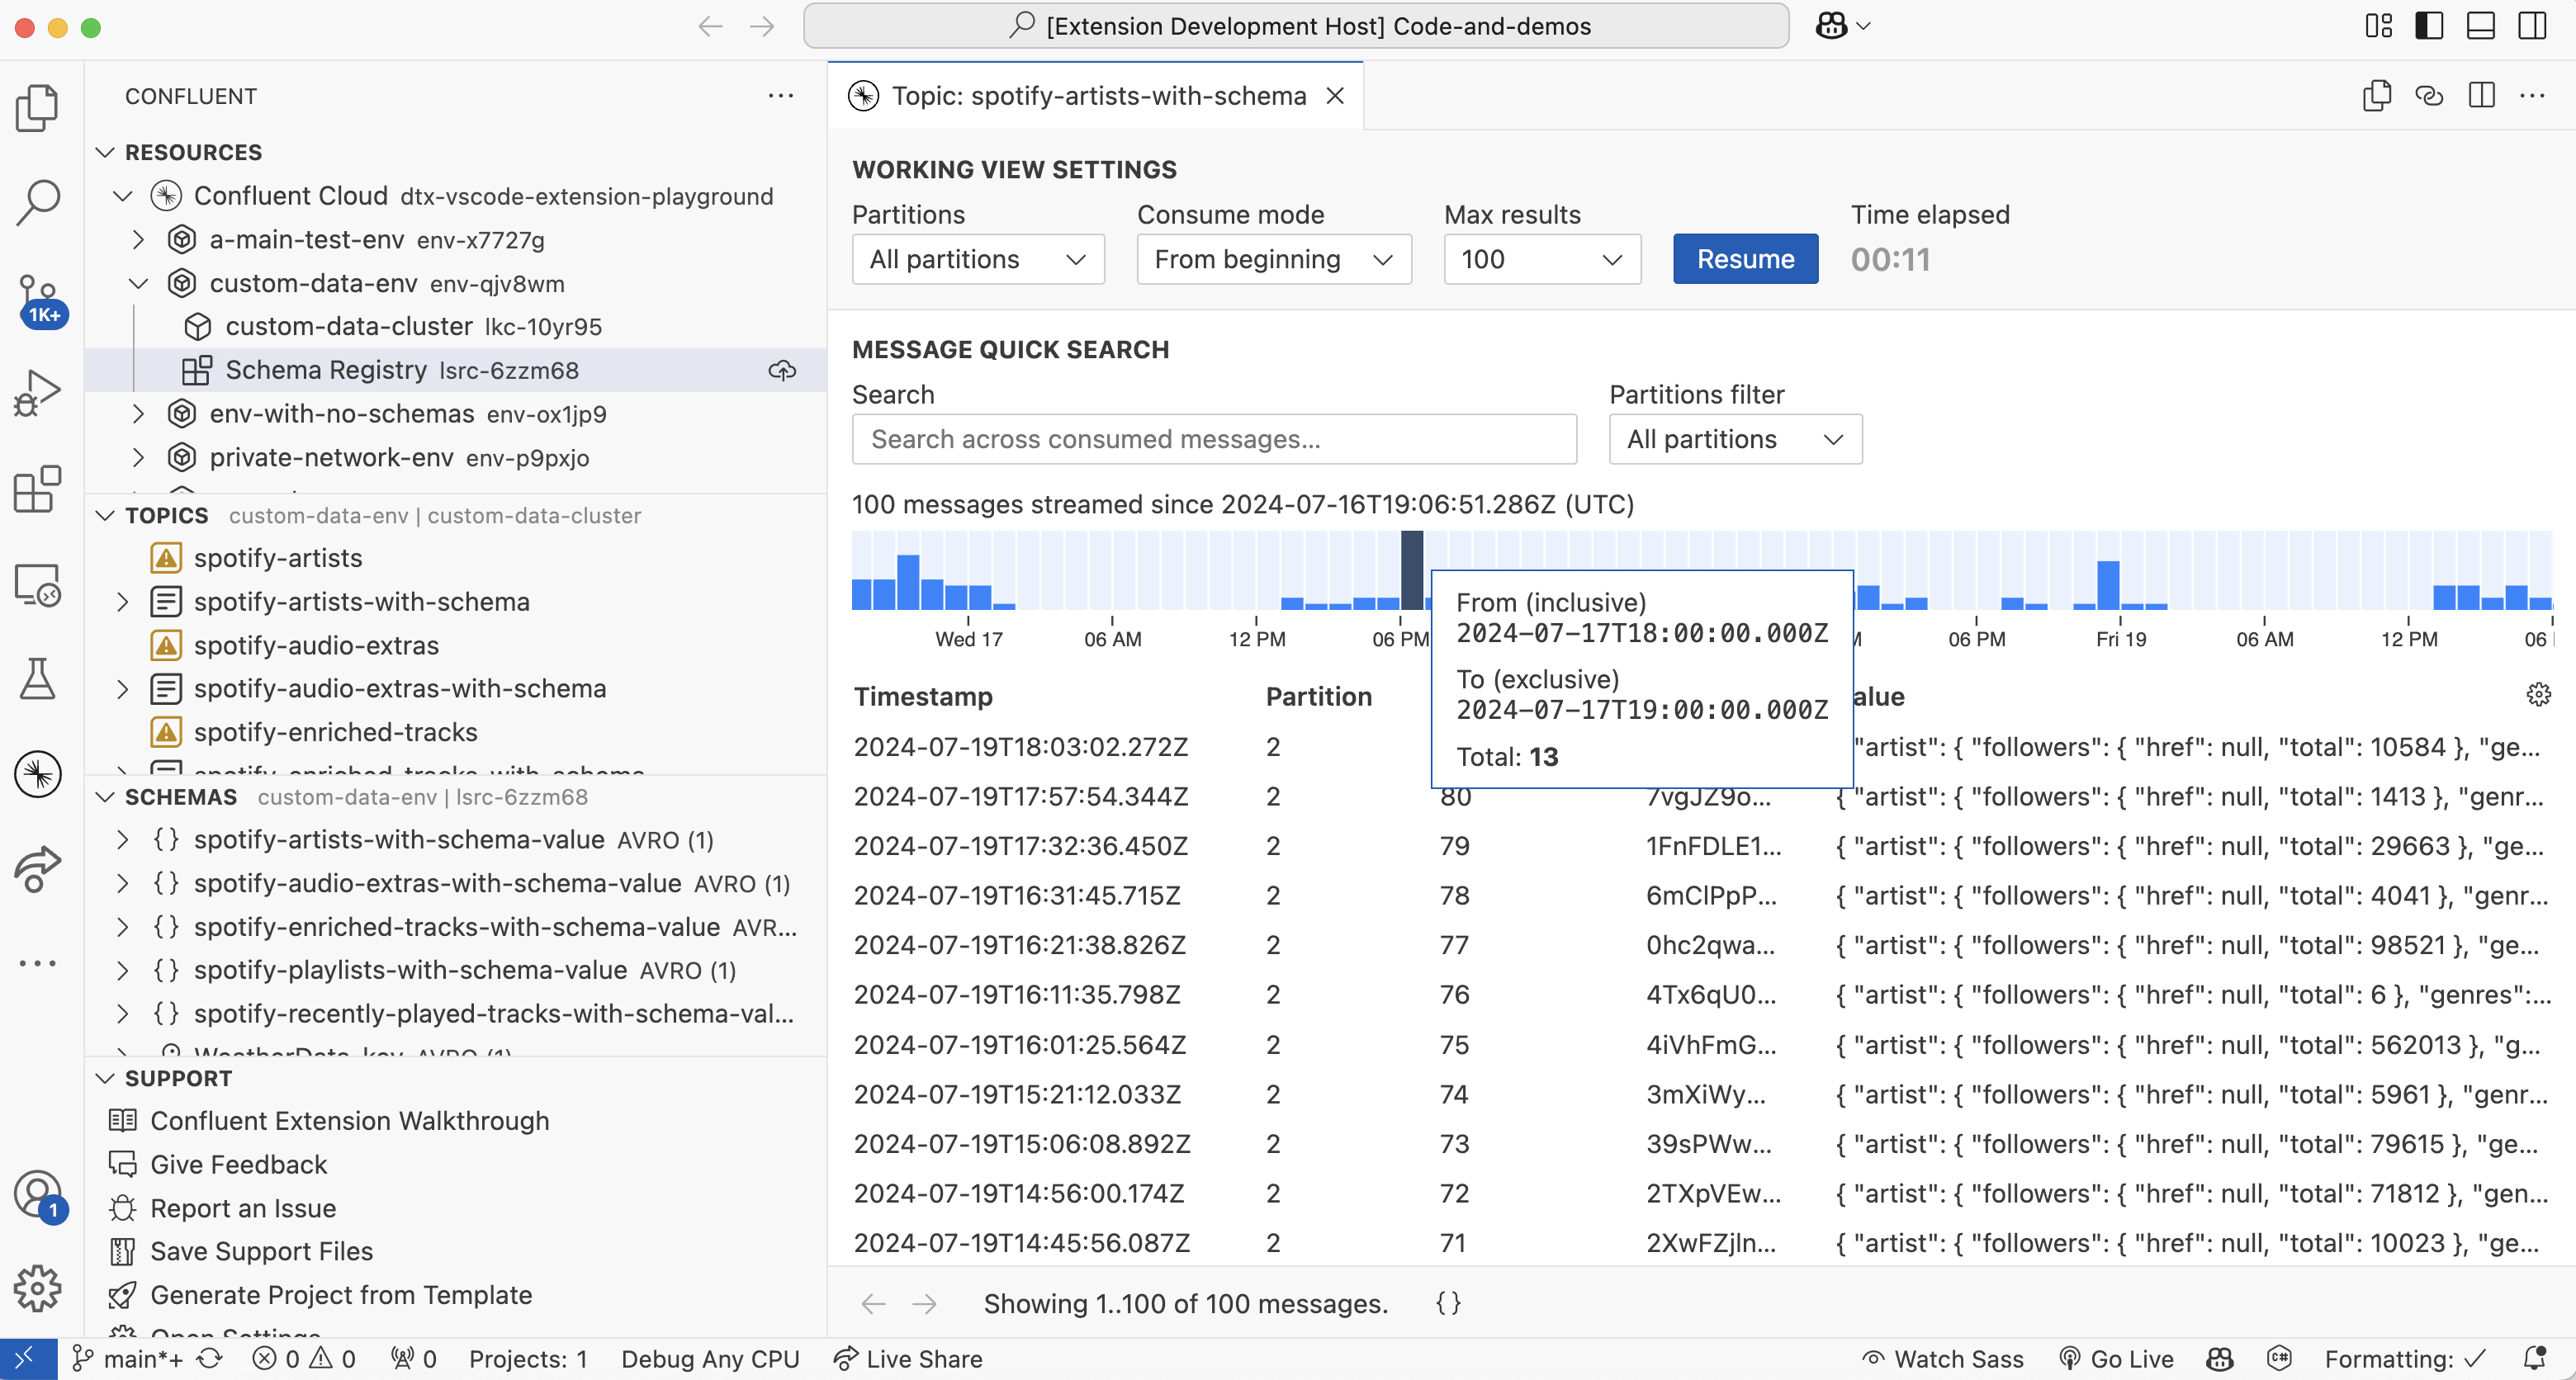 [Extension Development Host] Code-and-demos
CONFLUENT
RESOURCES
Confluent Cloud dtx-vscode-extension-playground
a-main-test-env env-x7727g
custom-data-env env-qjv8wm
custom-data-cluster lkc-10yr95
Schema Registry lsrc-6zzm68
env-with-no-schemas env-ox1jp9
private-network-env env-p9pxjo
1K+
TOPICS custom-data-env | custom-data-cluster
spotify-artists
spotify-artists-with-schema
spotify-audio-extras
spotify-audio-extras-with-schema
spotify-enriched-tracks
spotify-enriched-tracks-with-schema
SCHEMAS custom-data-env | lsrc-6zzm68
spotify-artists-with-schema-value AVRO (1)
spotify-audio-extras-with-schema-value AVRO (1)
spotify-enriched-tracks-with-schema-value AVR...
spotify-playlists-with-schema-value AVRO (1)
spotify-recently-played-tracks-with-schema-val...
WeatherData-key AVRO (1)
SUPPORT
Confluent Extension Walkthrough
Give Feedback
Report an Issue
Save Support Files
Generate Project from Template
Open Settings
1
Topic: spotify-artists-with-schema
WORKING VIEW SETTINGS
Partitions Consume mode Max results Time elapsed
All partitions From beginning 100 Resume 00:11
MESSAGE QUICK SEARCH
Search Partitions filter
Search across consumed messages... All partitions
100 messages streamed since 2024-07-16T19:06:51.286Z (UTC)
Wed 17 06 AM 12 PM 06 PM 06 PM Fri 19 06 AM 12 PM 06
From (inclusive)
2024-07-17T18:00:00.000Z
To (exclusive)
2024-07-17T19:00:00.000Z
Total: 13
Timestamp Partition alue
2024-07-19T18:03:02.272Z 2 "artist": { "followers": { "href": null, "total": 10584 }, "ge...
2024-07-19T17:57:54.344Z 2 80 7vgJZ9o... { "artist": { "followers": { "href": null, "total": 1413 }, "genr...
2024-07-19T17:32:36.450Z 2 79 1FnFDLE1... { "artist": { "followers": { "href": null, "total": 29663 }, "ge...
2024-07-19T16:31:45.715Z 2 78 6mClPpP... { "artist": { "followers": { "href": null, "total": 4041 }, "genr...
2024-07-19T16:21:38.826Z 2 77 0hc2qwa... { "artist": { "followers": { "href": null, "total": 98521 }, "ge...
2024-07-19T16:11:35.798Z 2 76 4Tx6qU0... { "artist": { "followers": { "href": null, "total": 6 }, "genres":...
2024-07-19T16:01:25.564Z 2 75 4iVhFmG... { "artist": { "followers": { "href": null, "total": 562013 }, "g...
2024-07-19T15:21:12.033Z 2 74 3mXiWy... { "artist": { "followers": { "href": null, "total": 5961 }, "genr...
2024-07-19T15:06:08.892Z 2 73 39sPWw... { "artist": { "followers": { "href": null, "total": 79615 }, "ge...
2024-07-19T14:56:00.174Z 2 72 2TXpVEw... { "artist": { "followers": { "href": null, "total": 71812 }, "gen...
2024-07-19T14:45:56.087Z 2 71 2XwFZjln... { "artist": { "followers": { "href": null, "total": 10023 }, "ge...
Showing 1..100 of 100 messages. {}
main*+ 0 0 0 Projects: 1 Debug Any CPU Live Share Watch Sass Go Live Formatting: